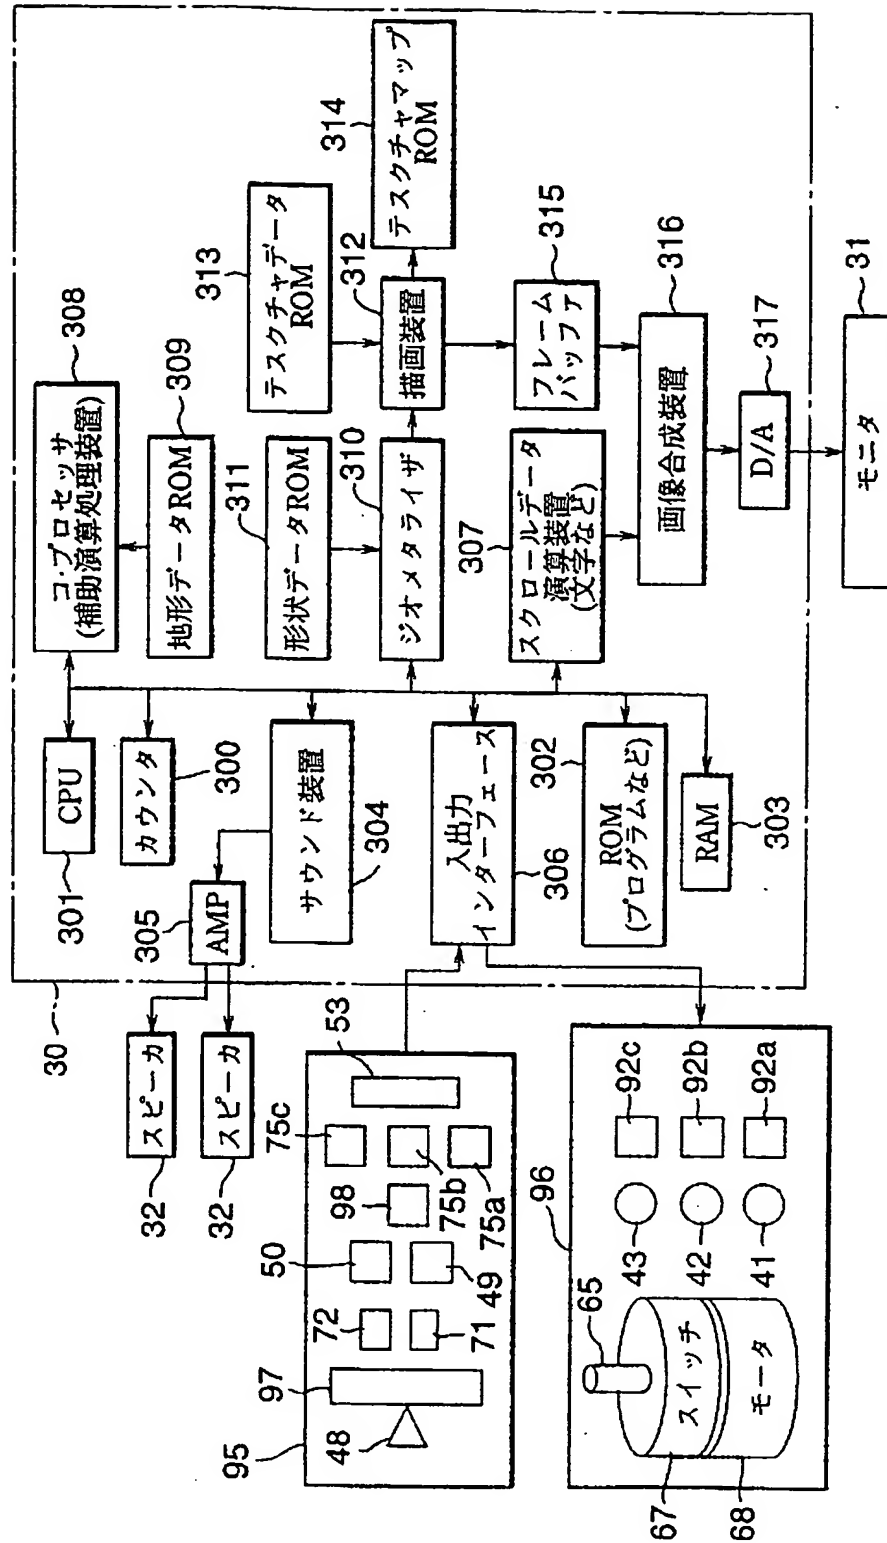 30
301
CPU
カウンタ
300
305
AMP
サウンド装置
304
入出力
インターフェース
306
302
ROM
(プログラムなど)
RAM
303
308
コ・プロセッサ
(補助演算処理装置)
地形データROM
309
311
形状データROM
310
ジオメタライザ
307
スクロールデータ
演算装置
(文字など)
313
テスクチャデータ
ROM
312
描画装置
314
テスクチャマップ
ROM
315
フレーム
バッファ
316
画像合成装置
317
D/A
31
モニタ
スピーカ
32
スピーカ
32
95
97
48
72
71
50
49
98
75c
75b
75a
53
96
65
スイッチ
モータ
67
68
43
42
41
92c
92b
92a